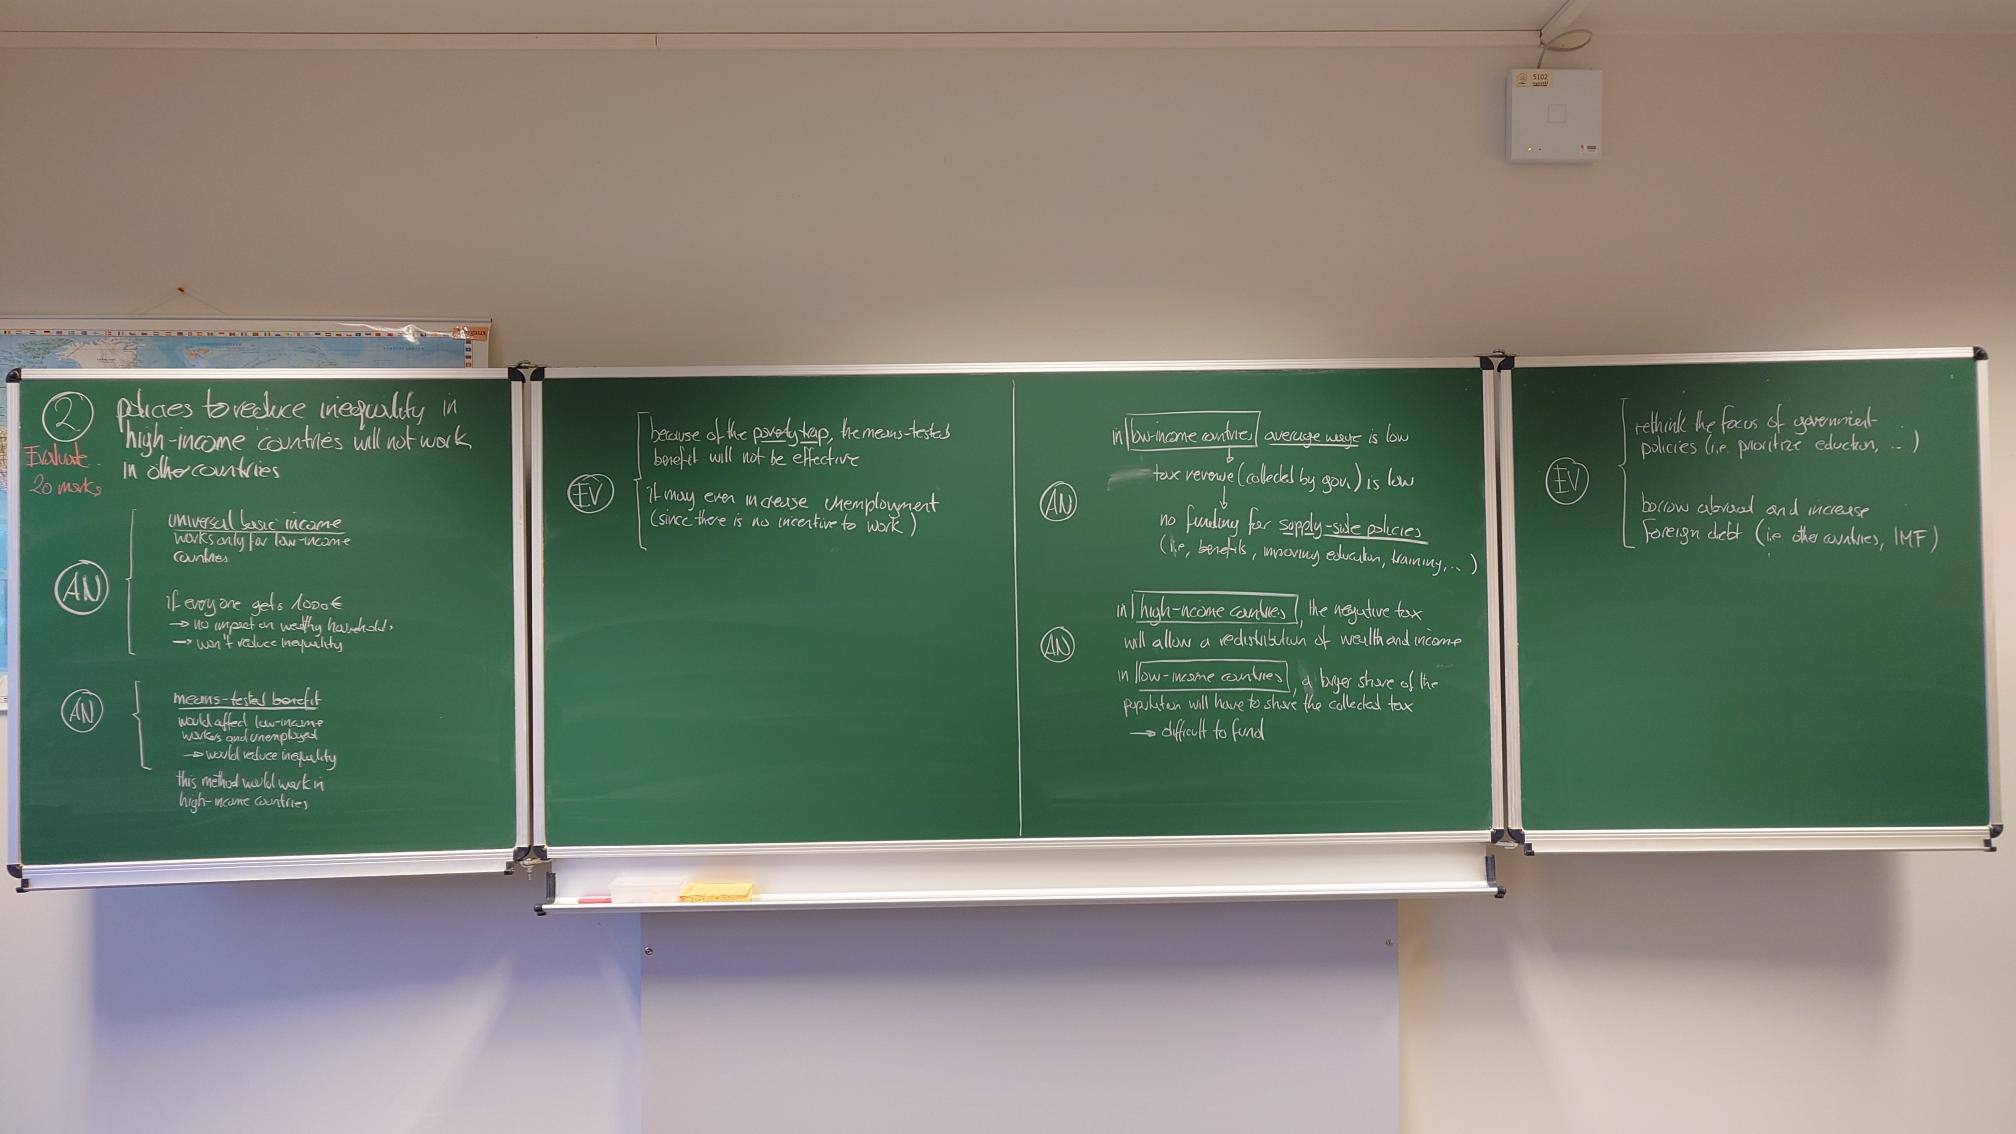 2
policies to reduce inequality in
high-income countries will not work
in other countries
Evaluate
20 marks
AN
universal basic income
works only for low-income
countries
if everyone gets 1000€
→ no impact on wealthy households
→ won't reduce inequality
AN
means-tested benefit
would affect low-income
workers and unemployed
→ would reduce inequality
this method would work in
high-income countries
EV
because of the poverty trap, the means-tested
benefit will not be effective
it may even increase unemployment
(since there is no incentive to work)
AN
in low-income countries average wage is low
↓
tax revenue (collected by gov.) is low
↓
no funding for supply-side policies
(i.e, benefits, improving education, training,...)
AN
in high-income countries, the negative tax
will allow a redistribution of wealth and income
in low-income countries, a larger share of the
population will have to share the collected tax
→ difficult to fund
EV
rethink the focus of government
policies (i.e. prioritize eduction, ...)
borrow abroad and increase
foreign debt (i.e. other countries, IMF)
5102